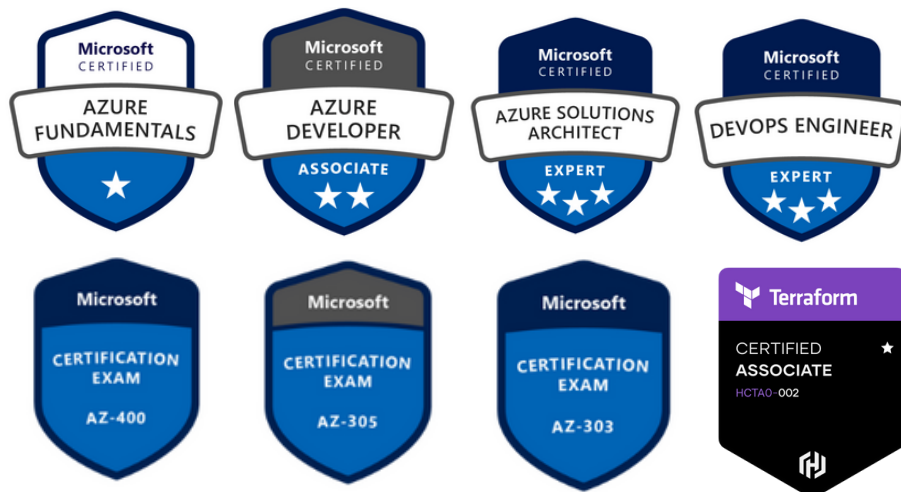 Microsoft
CERTIFIED
AZURE
FUNDAMENTALS
Microsoft
CERTIFIED
AZURE
DEVELOPER
ASSOCIATE
Microsoft
CERTIFIED
AZURE SOLUTIONS
ARCHITECT
EXPERT
Microsoft
CERTIFIED
DEVOPS ENGINEER
EXPERT
Microsoft
CERTIFICATION
EXAM
AZ-400
Microsoft
CERTIFICATION
EXAM
AZ-305
Microsoft
CERTIFICATION
EXAM
AZ-303
Terraform
CERTIFIED
ASSOCIATE
HCTA0-002